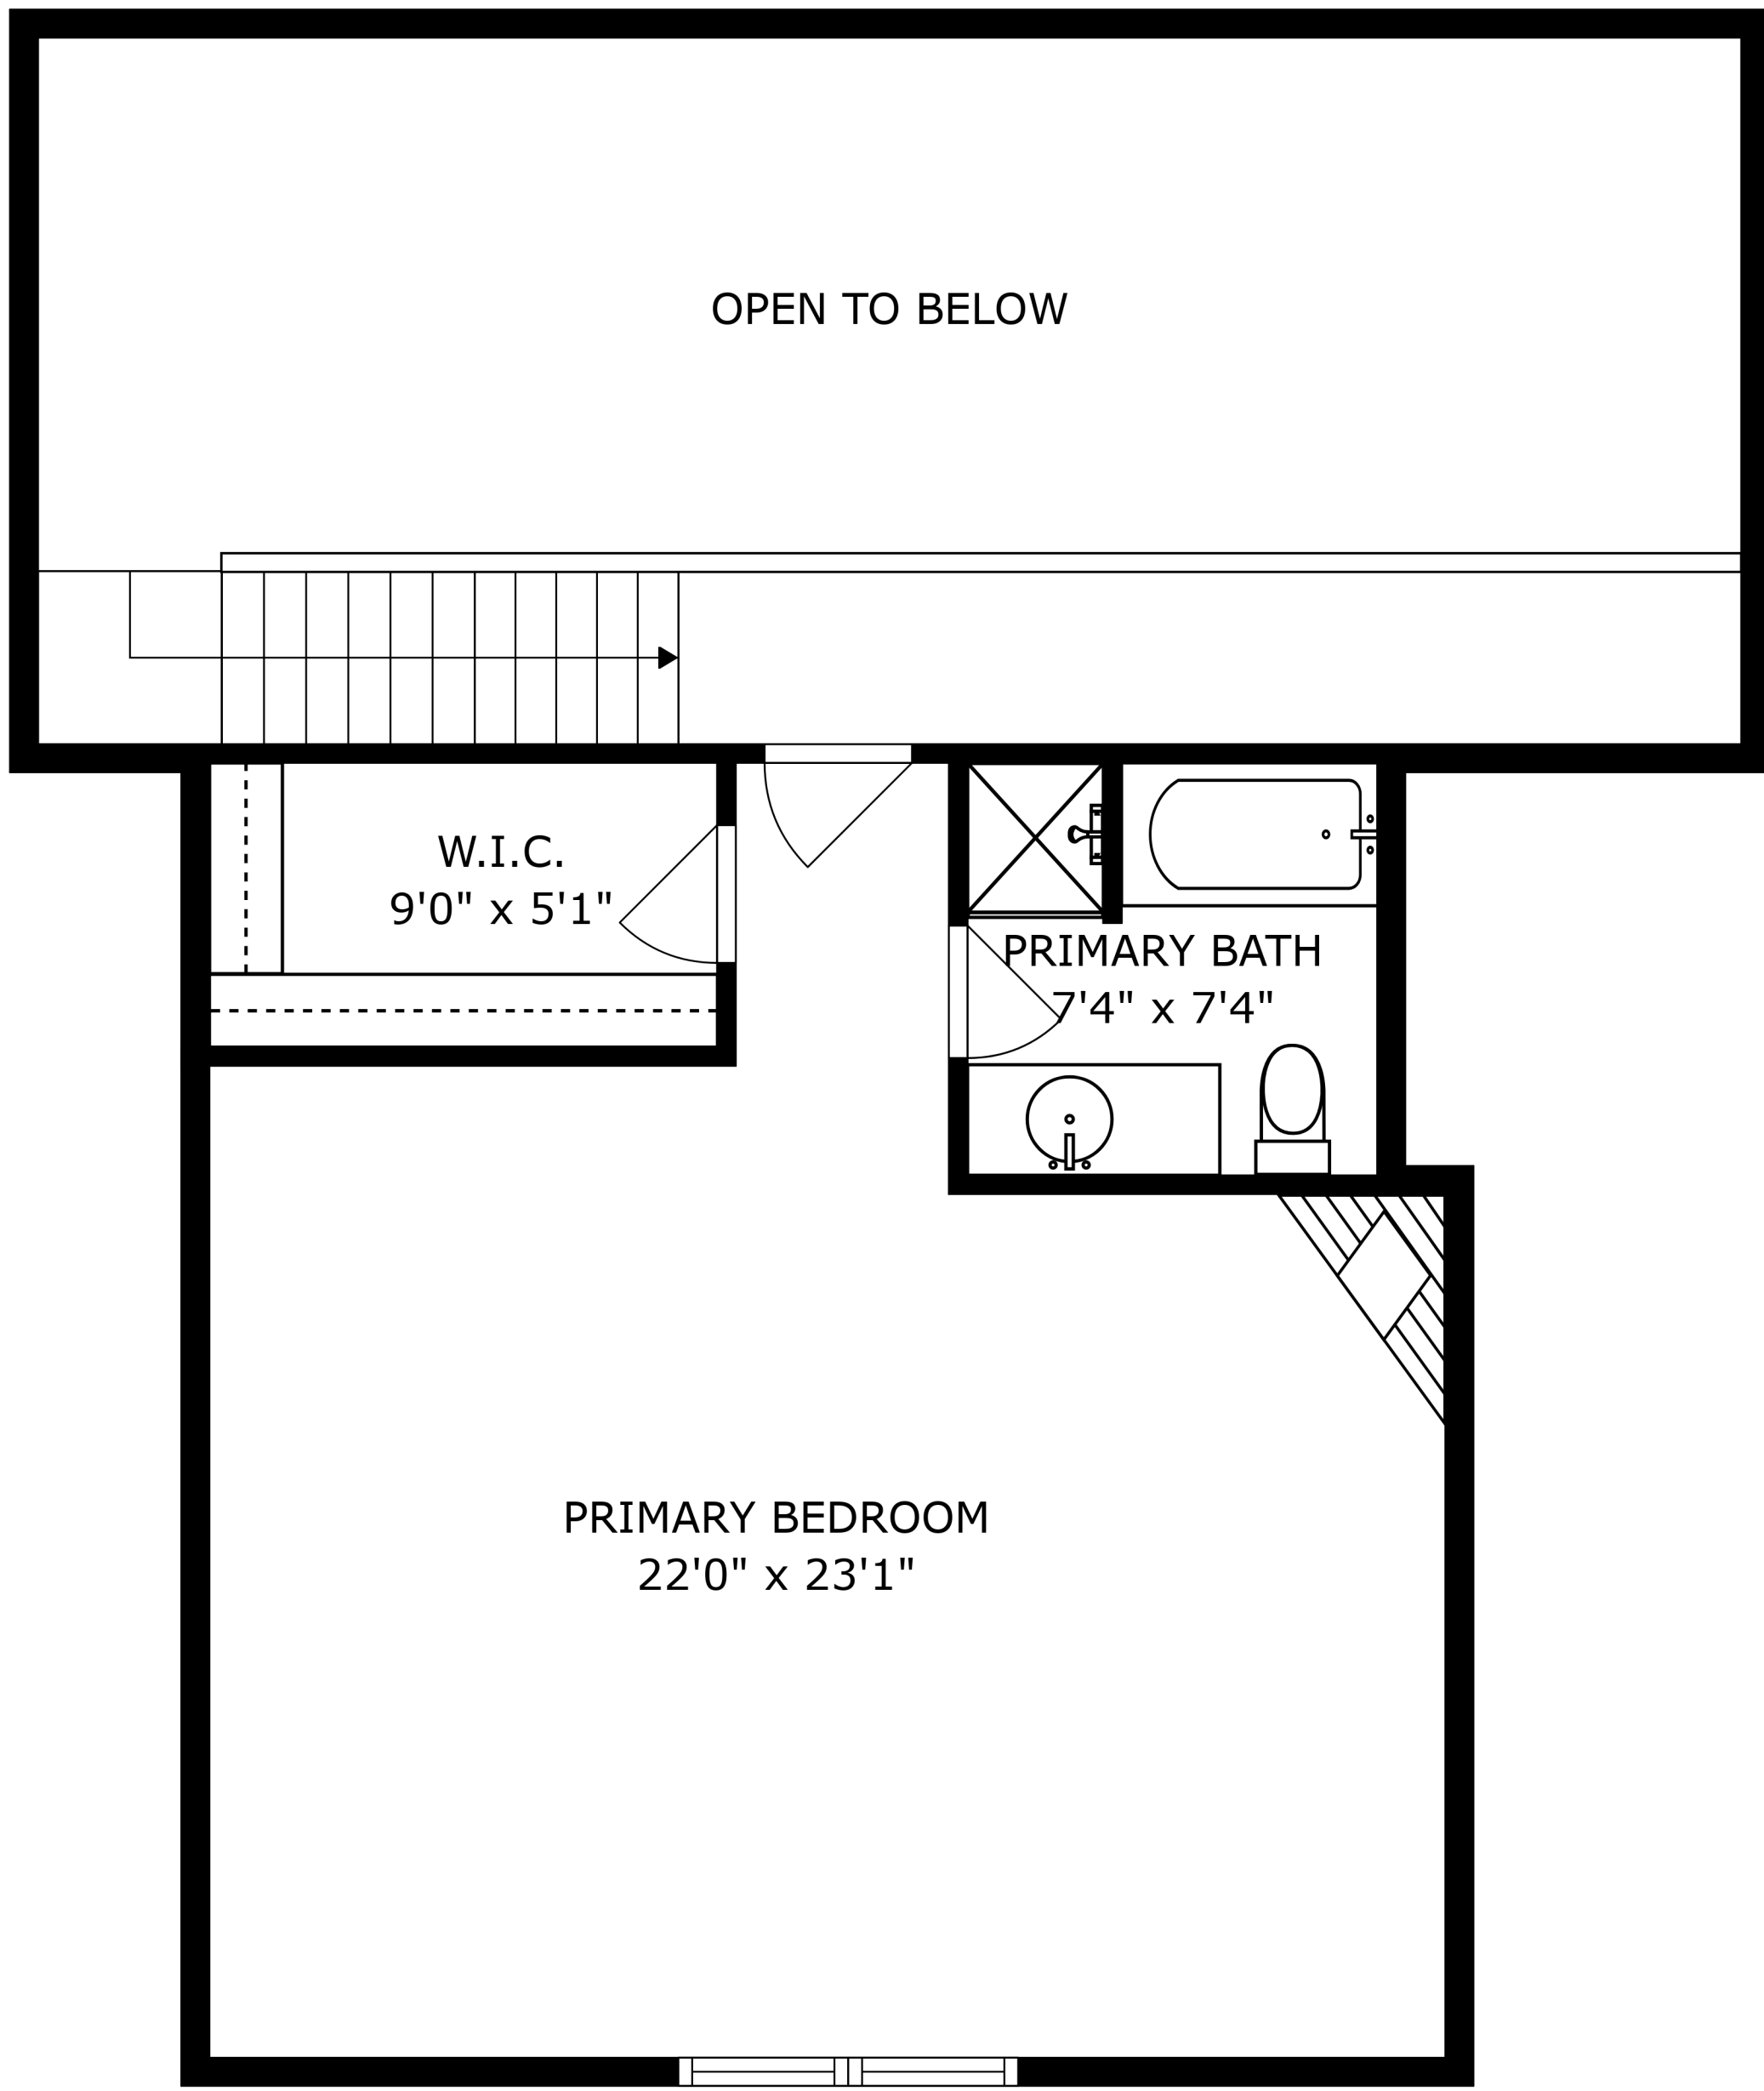 OPEN TO BELOW
W.I.C.
9'0" x 5'1"
PRIMARY BATH
7'4" x 7'4"
PRIMARY BEDROOM
22'0" x 23'1"